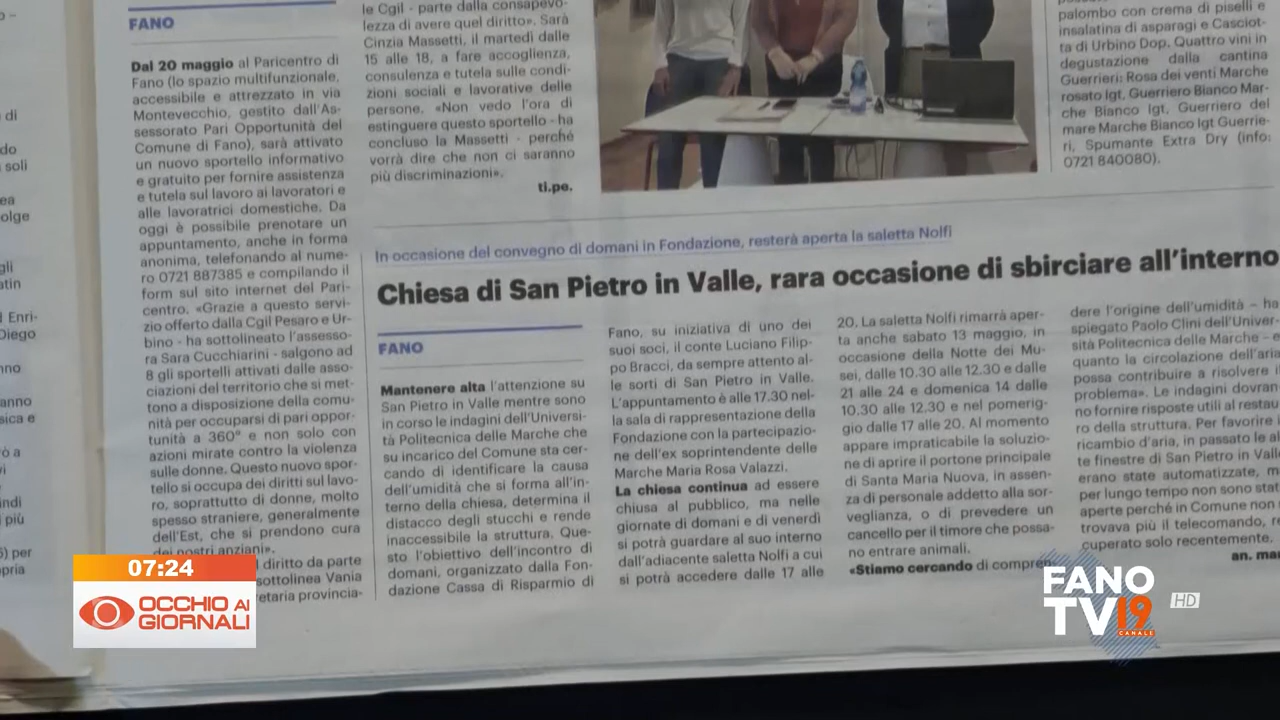 FANO
Dal 20 maggio al Paricentro di
Fano (lo spazio multifunzionale,
accessibile e attrezzato in via
Montevecchio, gestito dall'As-
sessorato Pari Opportunità del
Comune di Fano), sarà attivato
un nuovo sportello informativo
e gratuito per fornire assistenza
e tutela sul lavoro ai lavoratori e
alle lavoratrici domestiche. Da
oggi è possibile prenotare un
appuntamento, anche in forma
anonima, telefonando al nume-
ro 0721 887385 e compilando il
form sul sito internet del Pari-
centro. «Grazie a questo servi-
zio offerto dalla Cgil Pesaro e Ur-
bino - ha sottolineato l'assesso-
ra Sara Cucchiarini - salgono ad
8 gli sportelli attivati dalle asso-
ciazioni del territorio che si met-
tono a disposizione della comu-
nità per occuparsi di pari oppor-
tunità a 360° e non solo con
azioni mirate contro la violenza
sulle donne. Questo nuovo spor-
tello si occupa dei diritti sul lavo-
ro, soprattutto di donne, molto
spesso straniere, generalmente
dell'Est, che si prendono cura
dei nostri anziani».
diritto da parte
sottolinea Vania
etaria provincia-
le Cgil - parte dalla consapevo-
lezza di avere quel diritto». Sarà
Cinzia Massetti, il martedì dalle
15 alle 18, a fare accoglienza,
consulenza e tutela sulle condi-
zioni sociali e lavorative delle
persone. «Non vedo l'ora di
estinguere questo sportello - ha
concluso la Massetti - perché
vorrà dire che non ci saranno
più discriminazioni».
ti.pe.
palombo con crema di piselli e
insalatina di asparagi e Casciot-
ta di Urbino Dop. Quattro vini in
degustazione dalla cantina
Guerrieri: Rosa dei venti Marche
rosato Igt, Guerriero Bianco Mar-
che Bianco Igt, Guerriero del
mare Marche Bianco Igt Guerrie-
ri, Spumante Extra Dry (info:
0721 840080).
In occasione del convegno di domani in Fondazione, resterà aperta la saletta Nolfi
Chiesa di San Pietro in Valle, rara occasione di sbirciare all'interno
FANO
Mantenere alta l'attenzione su
San Pietro in Valle mentre sono
in corso le indagini dell'Universi-
tà Politecnica delle Marche che
su incarico del Comune sta cer-
cando di identificare la causa
dell'umidità che si forma all'in-
terno della chiesa, determina il
distacco degli stucchi e rende
inaccessibile la struttura. Que-
sto l'obiettivo dell'incontro di
domani, organizzato dalla Fon-
dazione Cassa di Risparmio di
Fano, su iniziativa di uno dei
suoi soci, il conte Luciano Filip-
po Bracci, da sempre attento al-
le sorti di San Pietro in Valle.
L'appuntamento è alle 17.30 nel-
la sala di rappresentazione della
Fondazione con la partecipazio-
ne dell'ex soprintendente delle
Marche Maria Rosa Valazzi.
La chiesa continua ad essere
chiusa al pubblico, ma nelle
giornate di domani e di venerdì
si potrà guardare al suo interno
dall'adiacente saletta Nolfi a cui
si potrà accedere dalle 17 alle
20. La saletta Nolfi rimarrà aper-
ta anche sabato 13 maggio, in
occasione della Notte dei Mu-
sei, dalle 10.30 alle 12.30 e dalle
21 alle 24 e domenica 14 dalle
10.30 alle 12.30 e nel pomerig-
gio dalle 17 alle 20. Al momento
appare impraticabile la soluzio-
ne di aprire il portone principale
di Santa Maria Nuova, in assen-
za di personale addetto alla sor-
veglianza, o di prevedere un
cancello per il timore che possa-
no entrare animali.
«Stiamo cercando di compren-
dere l'origine dell'umidità – ha
spiegato Paolo Clini dell'Univer-
sità Politecnica delle Marche – e
quanto la circolazione dell'aria
possa contribuire a risolvere il
problema». Le indagini dovran-
no fornire risposte utili al restau-
ro della struttura. Per favorire i
ricambio d'aria, in passato le al
te finestre di San Pietro in Valle
erano state automatizzate, m
per lungo tempo non sono stat
aperte perché in Comune non
trovava più il telecomando, r
cuperato solo recentemente.
an. ma
07:24
OCCHIO AI
GIORNALI
FANO
TV 19
CANALE
HD